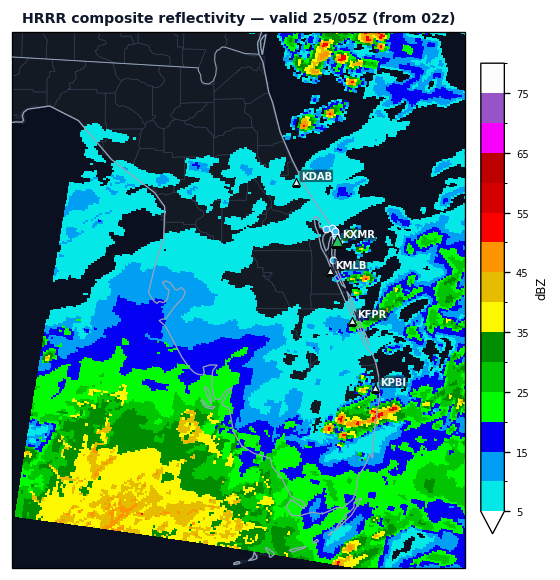 HRRR composite reflectivity — valid 25/05Z (from 02z)
75
KDAB
65
KXMR
55
KMLB
45
dBZ
KFPR
35
KPBI
25
15
5